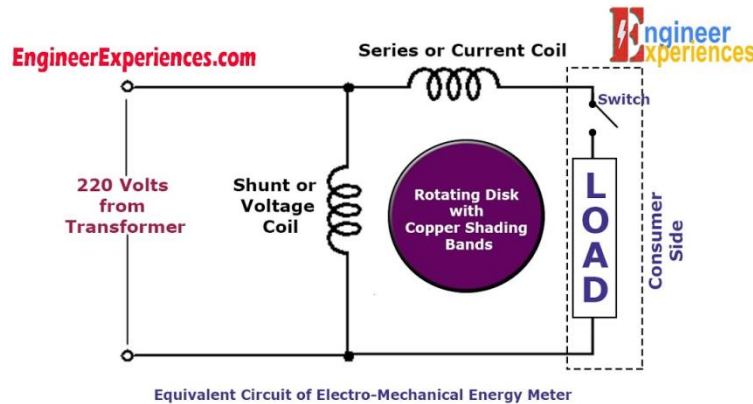 EngineerExperiences.com
Engineer
Experiences
Series or Current Coil
Switch
220 Volts
from
Transformer
Shunt or
Voltage
Coil
Rotating Disk
with
Copper Shading
Bands
LOAD
Consumer
Side
Equivalent Circuit of Electro-Mechanical Energy Meter